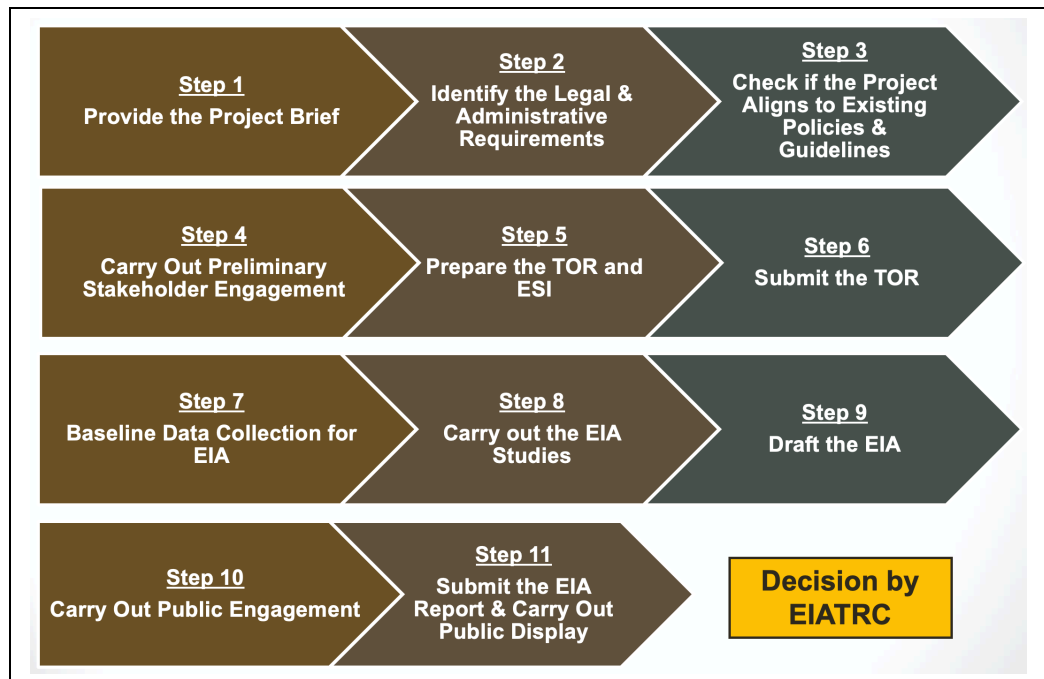 Step 1
Provide the Project Brief
Step 2
Identify the Legal &
Administrative
Requirements
Step 3
Check if the Project
Aligns to Existing
Policies &
Guidelines
Step 4
Carry Out Preliminary
Stakeholder Engagement
Step 5
Prepare the TOR and
ESI
Step 6
Submit the TOR
Step 7
Baseline Data Collection for
EIA
Step 8
Carry out the EIA
Studies
Step 9
Draft the EIA
Step 10
Carry Out Public Engagement
Step 11
Submit the EIA
Report & Carry Out
Public Display
Decision by
EIATRC